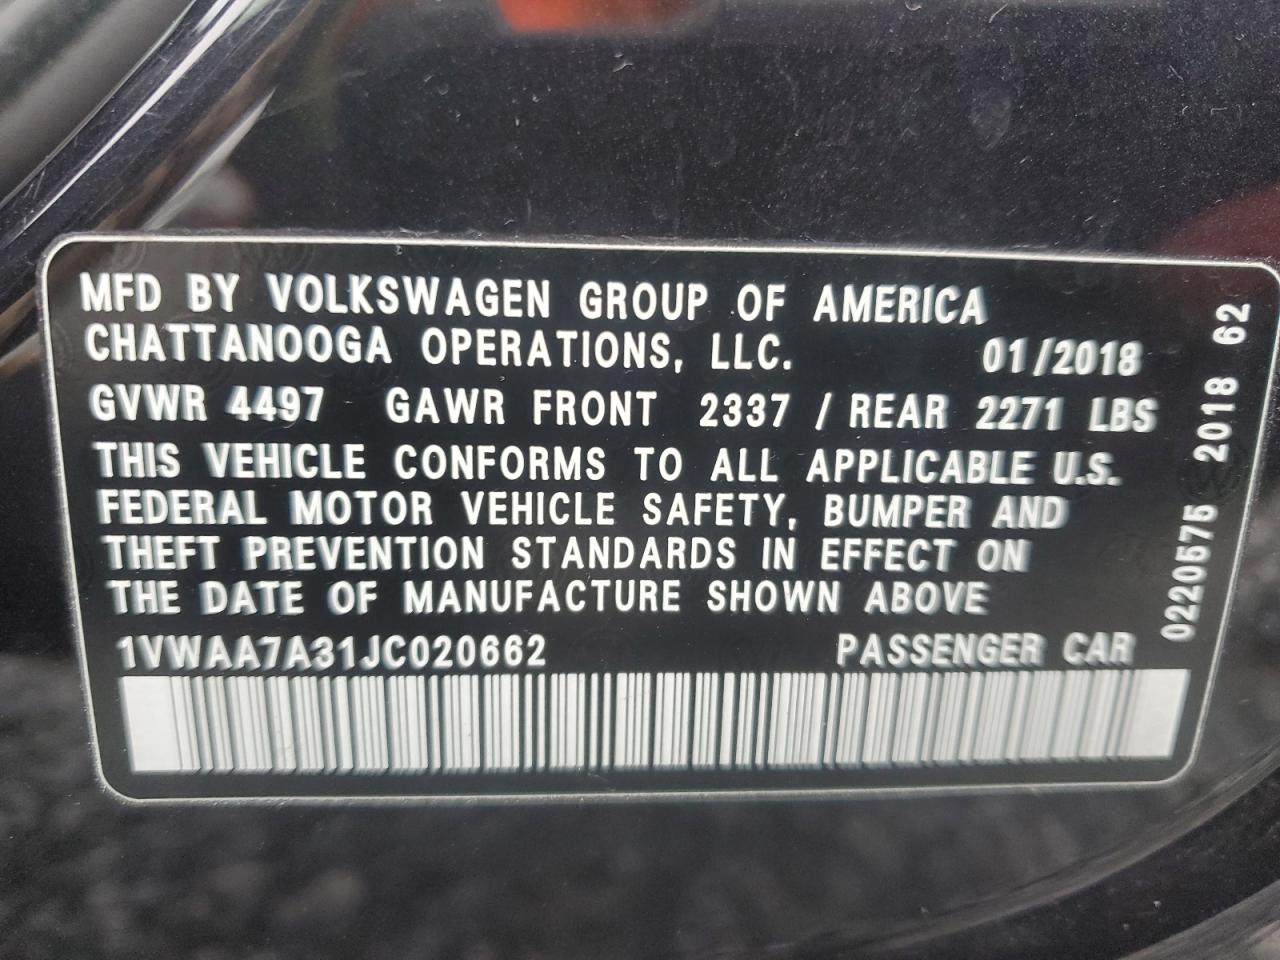 MFD BY VOLKSWAGEN GROUP OF AMERICA
CHATTANOOGA OPERATIONS, LLC. 01/2018
GVWR 4497 GAWR FRONT 2337 / REAR 2271 LBS
THIS VEHICLE CONFORMS TO ALL APPLICABLE U.S.
FEDERAL MOTOR VEHICLE SAFETY, BUMPER AND
THEFT PREVENTION STANDARDS IN EFFECT ON
THE DATE OF MANUFACTURE SHOWN ABOVE
1VWAA7A31JC020662 PASSENGER CAR
0220575 2018 62